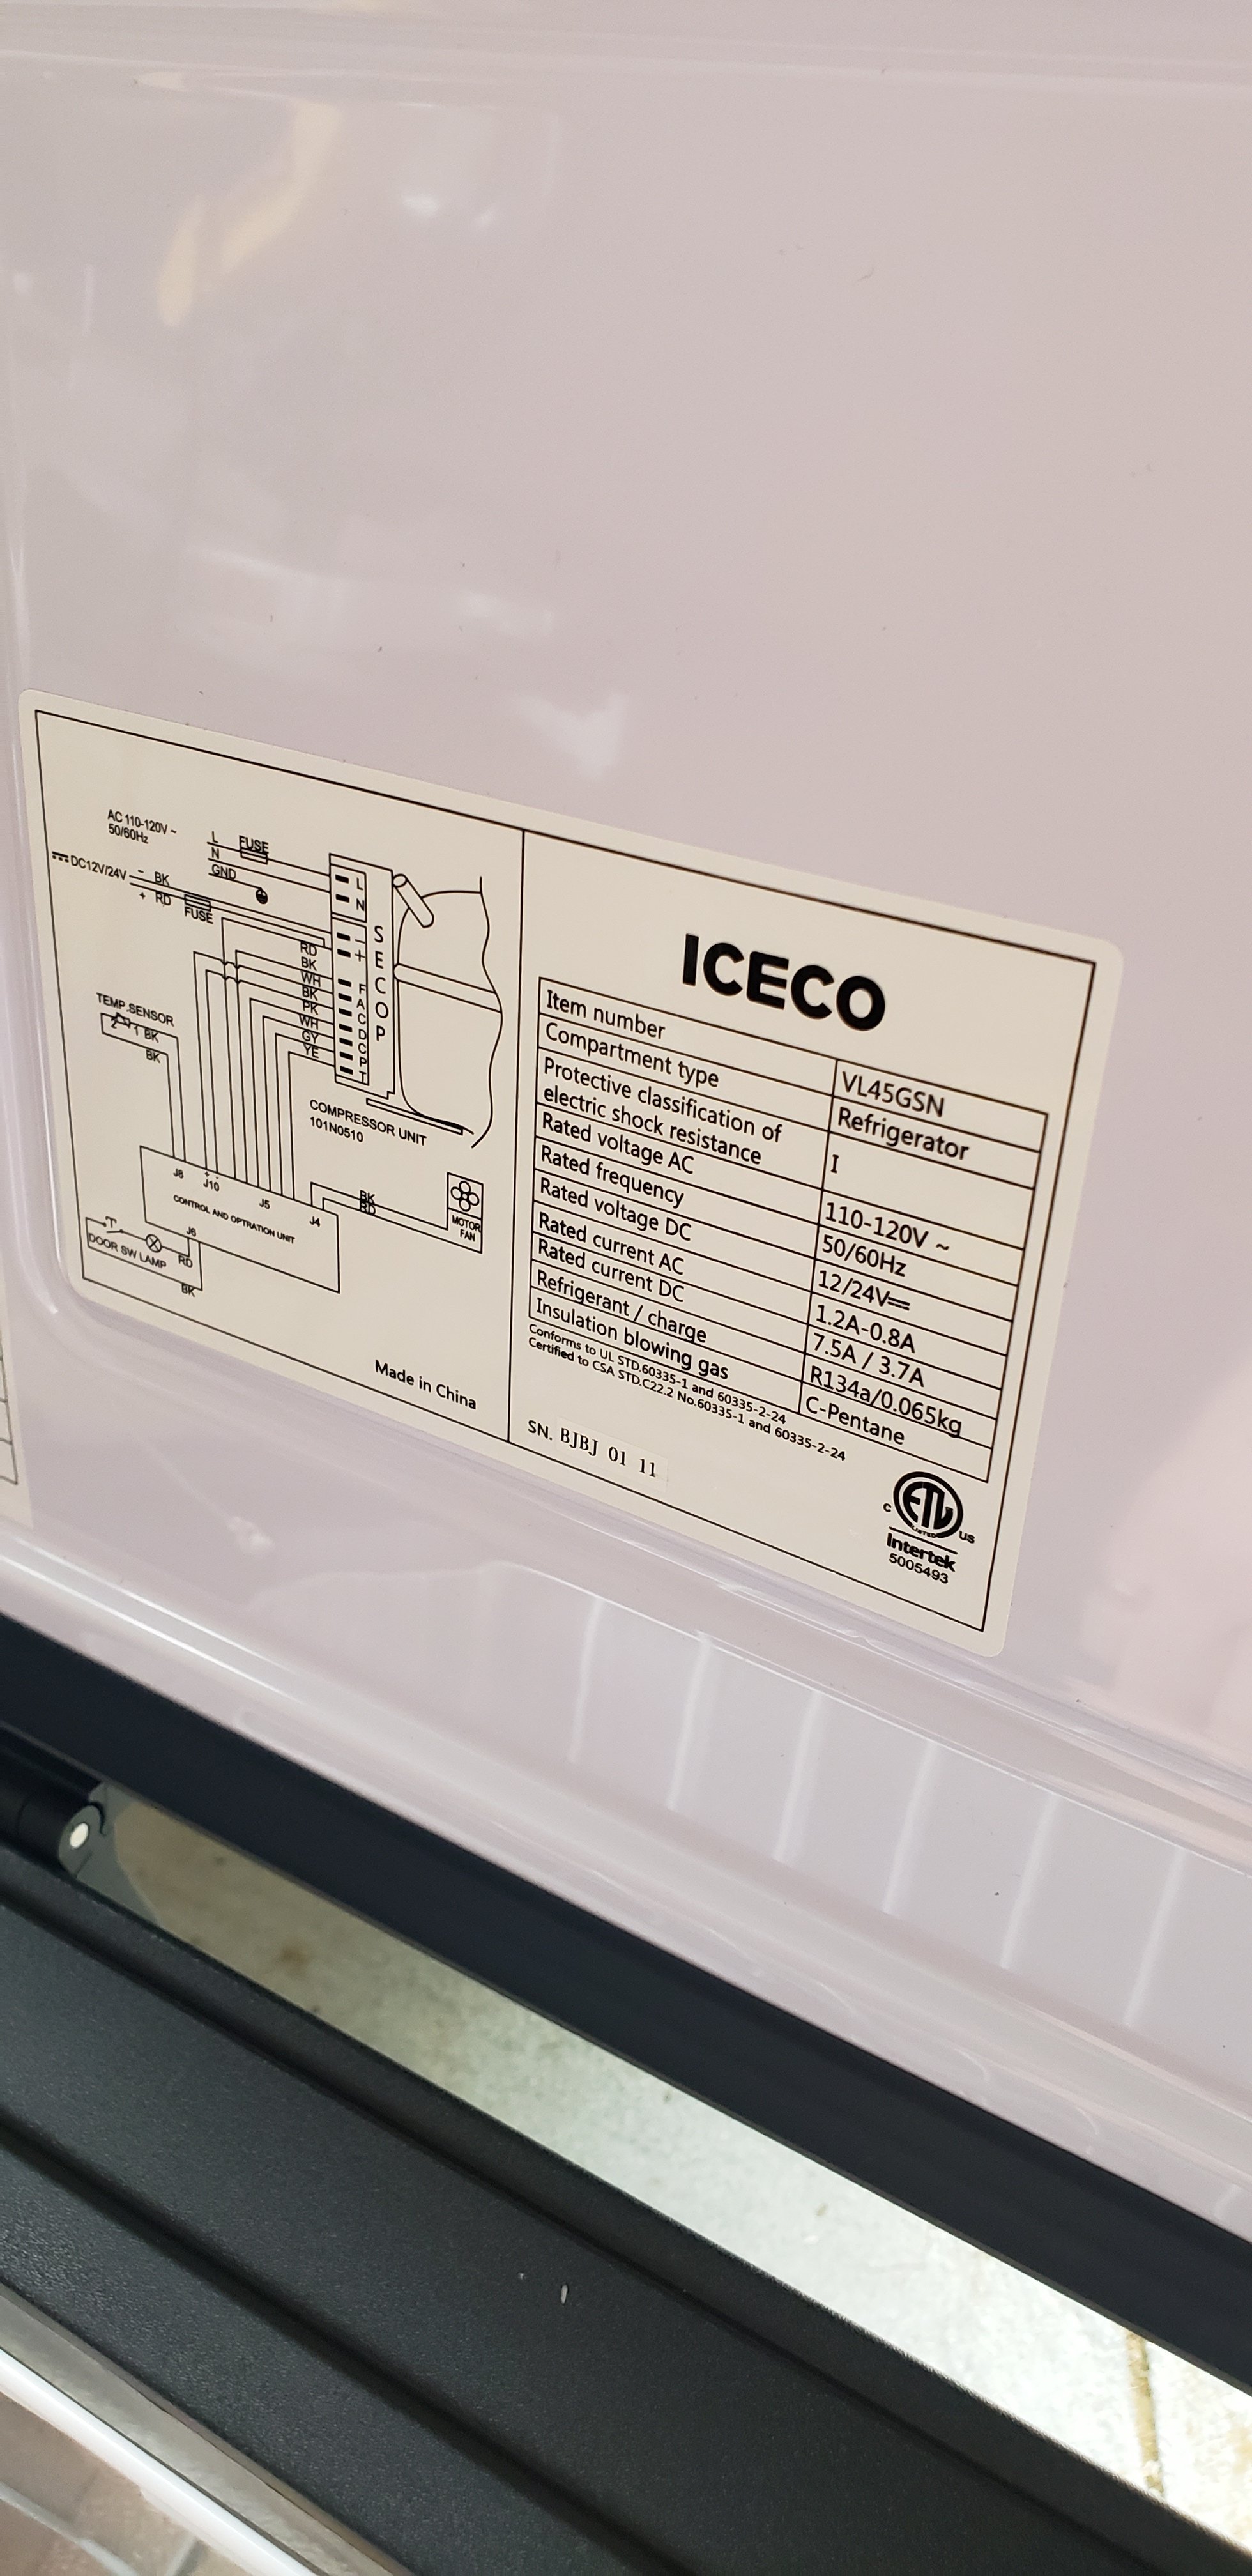 AC 110-120V ~
50/60Hz
L
FUSE
N
GND
DC12V/24V
- BK
+ RD
FUSE
L
N
-
+
F
A
C
D
C
P
T
SECOP
RD
BK
WH
BK
PK
WH
GY
YE
TEMP.SENSOR
2 1 BK
BK
COMPRESSOR UNIT
101N0510
J8
+ -
J10
J5
J4
CONTROL AND OPTRATION UNIT
J6
BK
RD
MOTOR
FAN
DOOR SW LAMP
RD
BK
Made in China
ICECO
Item number VL45GSN
Compartment type Refrigerator
Protective classification of
electric shock resistance I
Rated voltage AC 110-120V ~
Rated frequency 50/60Hz
Rated voltage DC 12/24V⎓
Rated current AC 1.2A-0.8A
Rated current DC 7.5A / 3.7A
Refrigerant / charge R134a/0.065kg
Insulation blowing gas C-Pentane
Conforms to UL STD.60335-1 and 60335-2-24
Certified to CSA STD.C22.2 No.60335-1 and 60335-2-24
SN. BJBJ 01 11
ETL
LISTED
C US
Intertek
5005493